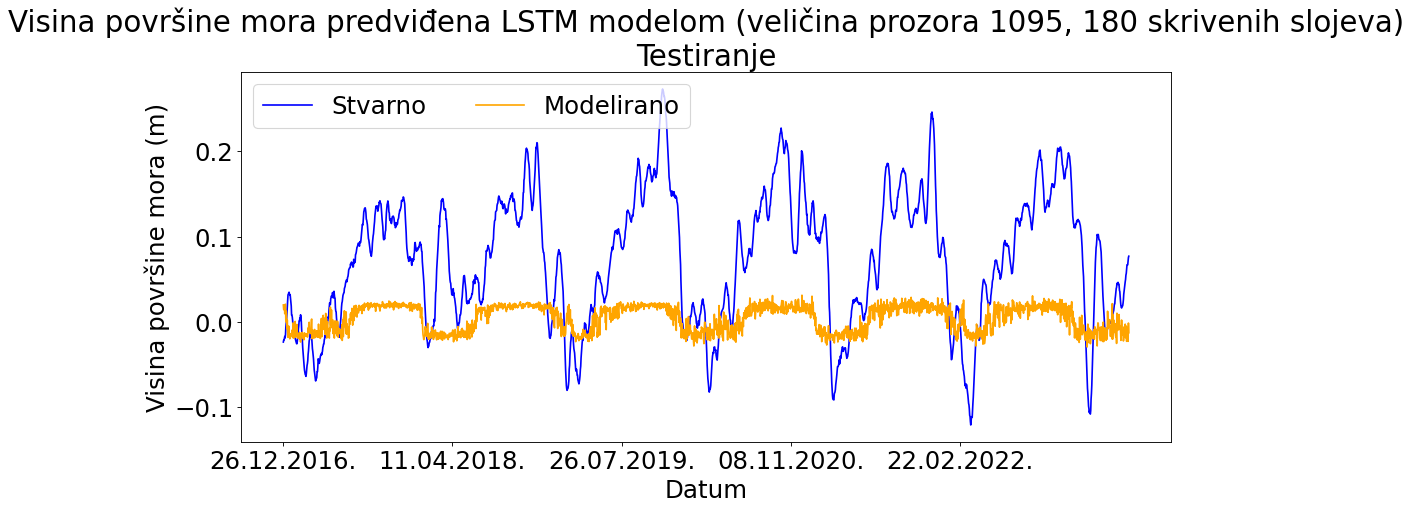 Visina površine mora predviđena LSTM modelom (veličina prozora 1095, 180 skrivenih slojeva)
Testiranje
Stvarno
Modelirano
Visina površine mora (m)
0.2
0.1
0.0
−0.1
26.12.2016.
11.04.2018.
26.07.2019.
08.11.2020.
22.02.2022.
Datum